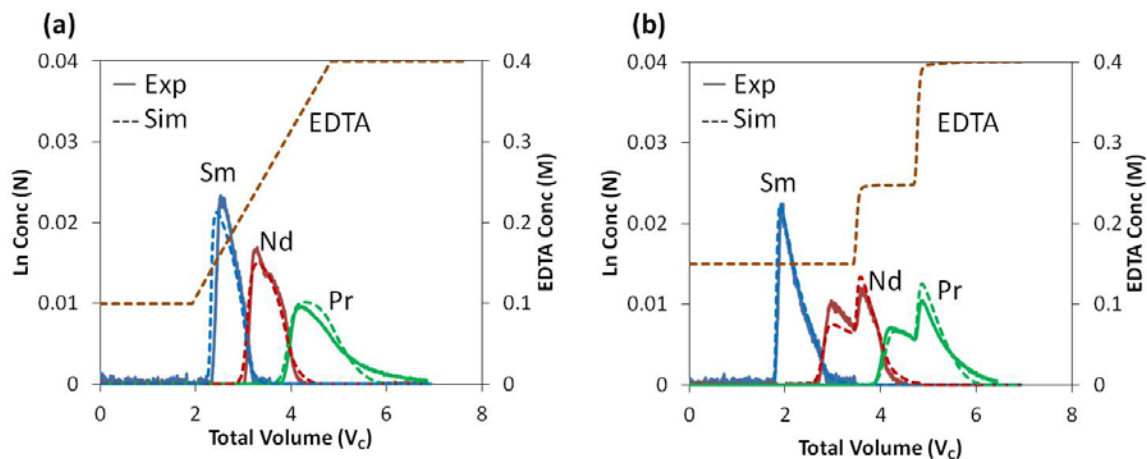 (a)
0.04
0.03
0.02
0.01
0
Ln Conc (N)
Exp
Sim
EDTA
Sm
Nd
Pr
0.4
0.3
0.2
0.1
0
EDTA Conc (M)
0 2 4 6 8
Total Volume (Vc)
(b)
0.04
0.03
0.02
0.01
0
Ln Conc (N)
Exp
Sim
EDTA
Sm
Nd
Pr
0.4
0.3
0.2
0.1
0
EDTA Conc (M)
0 2 4 6 8
Total Volume (Vc)